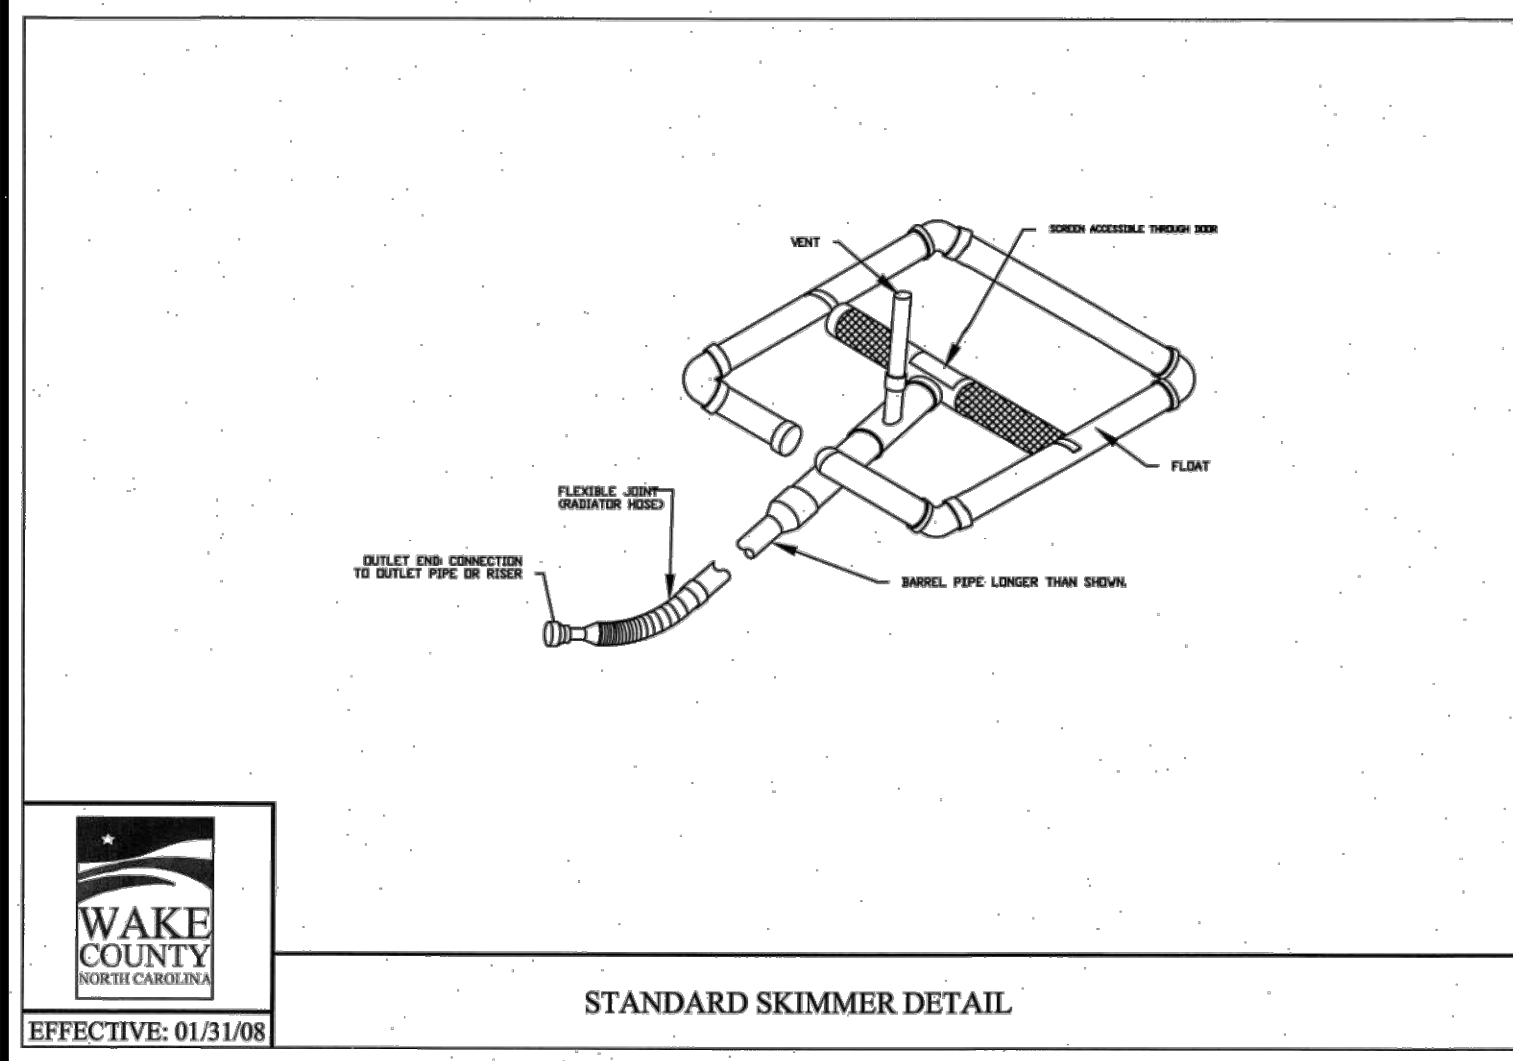 VENT
SCREEN ACCESSIBLE THROUGH DOOR
FLOAT
FLEXIBLE JOINT
(RADIATOR HOSE)
OUTLET END: CONNECTION
TO OUTLET PIPE OR RISER
BARREL PIPE LONGER THAN SHOWN.
WAKE
COUNTY
NORTH CAROLINA
EFFECTIVE: 01/31/08
STANDARD SKIMMER DETAIL